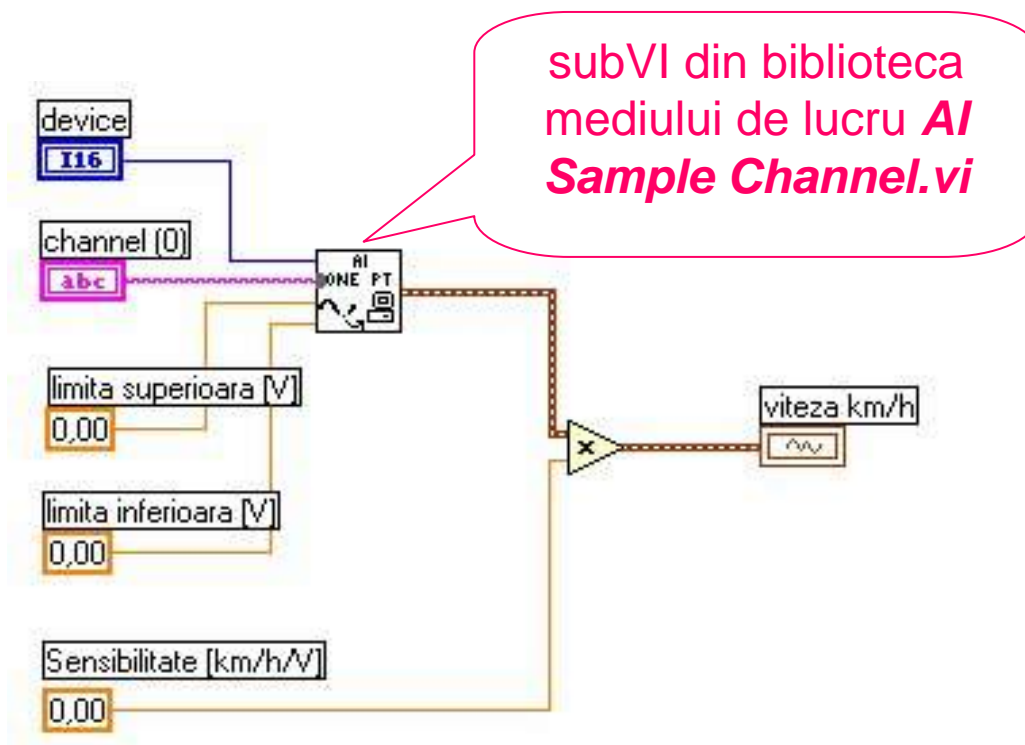 subVI din biblioteca
mediului de lucru AI
Sample Channel.vi
device
I16
channel (0)
abc
AI
ONE PT
limita superioara [V]
0,00
viteza km/h
x
limita inferioara [V]
0,00
Sensibilitate [km/h/V]
0,00